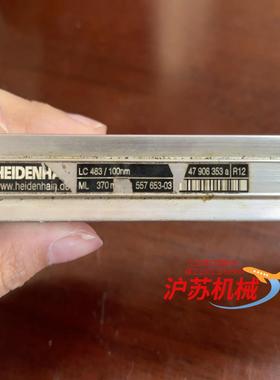 HEIDENHA
www.heidenhain.de
LC 483 / 100nm
ML 370
557 653-03
47 906 353 a
R12
沪苏机械